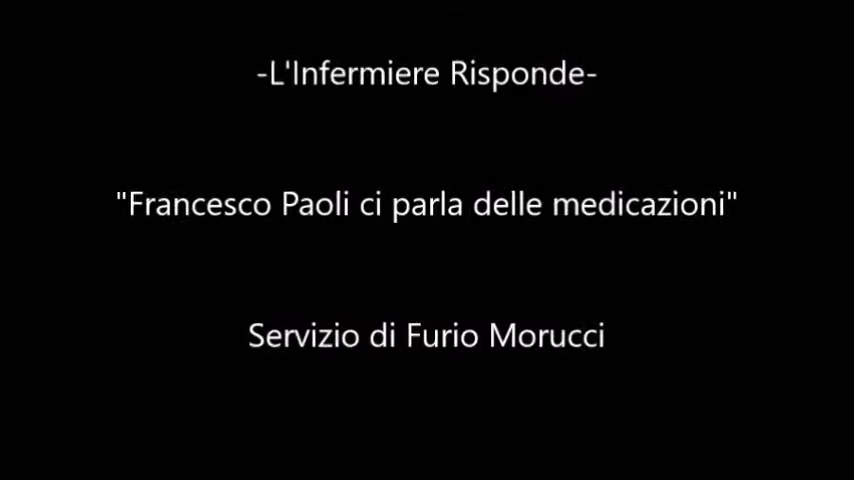 -L'Infermiere Risponde-
"Francesco Paoli ci parla delle medicazioni"
Servizio di Furio Morucci